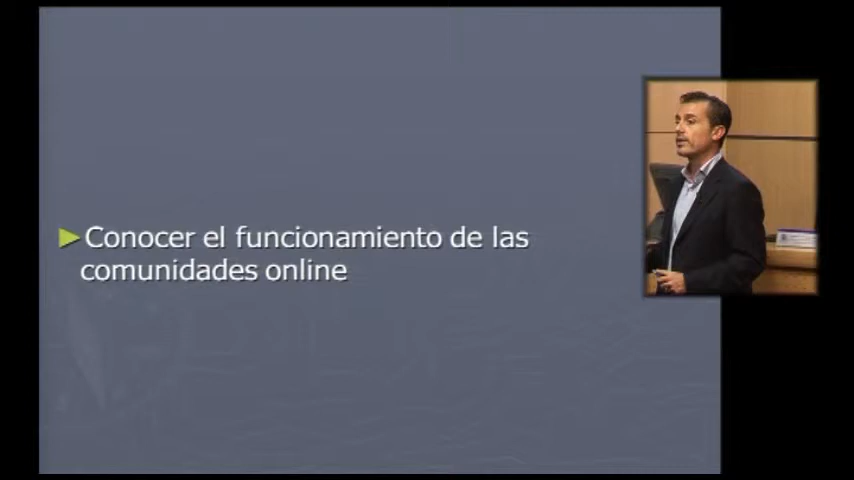 Conocer el funcionamiento de las
comunidades online